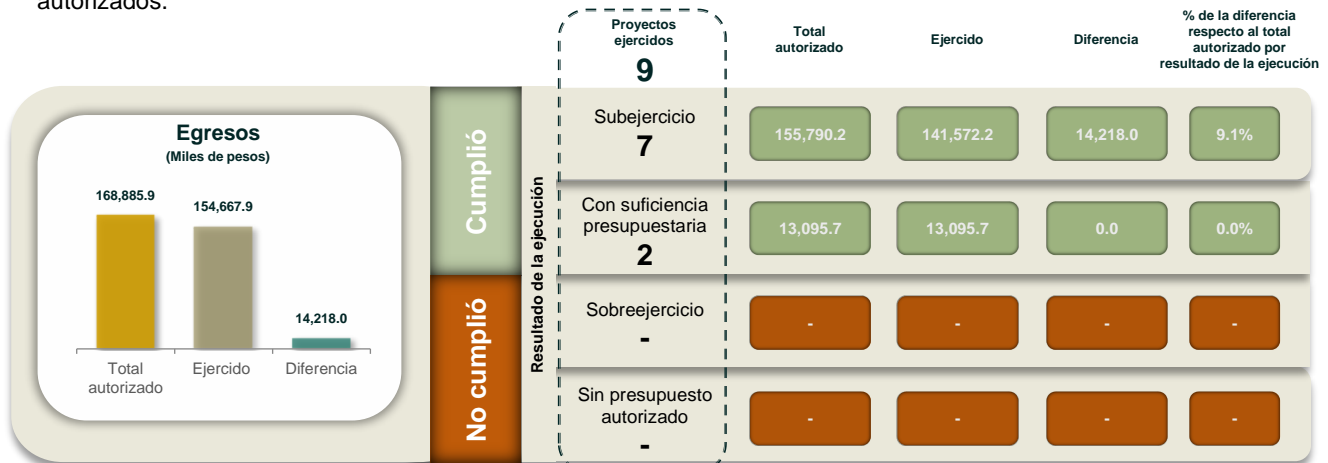 autorizados.
Proyectos
ejercidos
9
Total
autorizado
Ejercido
Diferencia
% de la diferencia
respecto al total
autorizado por
resultado de la ejecución
Egresos
(Miles de pesos)
168,885.9
154,667.9
14,218.0
Total
autorizado
Ejercido
Diferencia
Cumplió
No cumplió
Resultado de la ejecución
Subejercicio
7
155,790.2
141,572.2
14,218.0
9.1%
Con suficiencia
presupuestaria
2
13,095.7
13,095.7
0.0
0.0%
Sobreejercicio
-
-
-
-
-
Sin presupuesto
autorizado
-
-
-
-
-